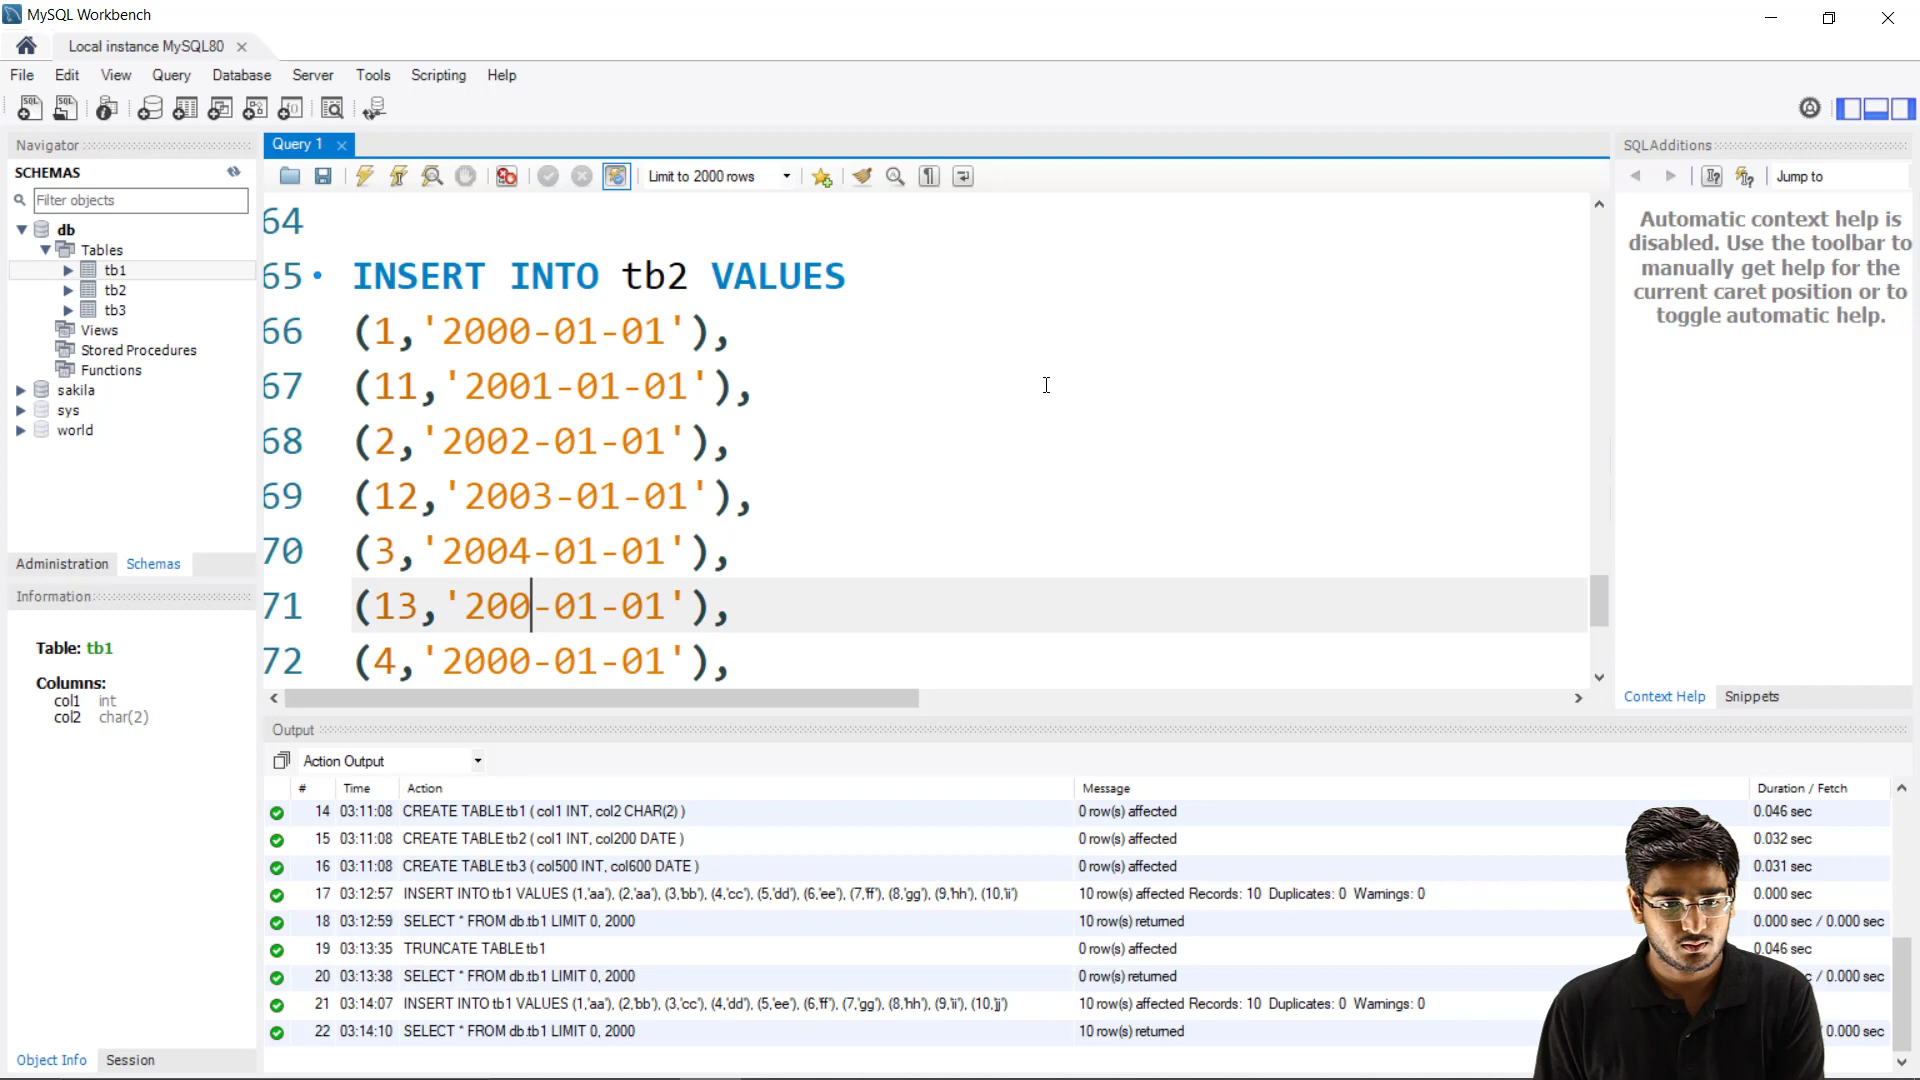 MySQL Workbench
Local instance MySQL80
File Edit View Query Database Server Tools Scripting Help
Navigator
SCHEMAS
Filter objects
db
Tables
tb1
tb2
tb3
Views
Stored Procedures
Functions
sakila
sys
world
Administration Schemas
Information
Table: tb1
Columns:
col1 int
col2 char(2)
Object Info Session
Query 1
Limit to 2000 rows
64
65 INSERT INTO tb2 VALUES
66 (1,'2000-01-01'),
67 (11,'2001-01-01'),
68 (2,'2002-01-01'),
69 (12,'2003-01-01'),
70 (3,'2004-01-01'),
71 (13,'200-01-01'),
72 (4,'2000-01-01'),
SQLAdditions
Jump to
Automatic context help is
disabled. Use the toolbar to
manually get help for the
current caret position or to
toggle automatic help.
Context Help Snippets
Output
Action Output
# Time Action Message Duration / Fetch
14 03:11:08 CREATE TABLE tb1 ( col1 INT, col2 CHAR(2) ) 0 row(s) affected 0.046 sec
15 03:11:08 CREATE TABLE tb2 ( col1 INT, col200 DATE ) 0 row(s) affected 0.032 sec
16 03:11:08 CREATE TABLE tb3 ( col500 INT, col600 DATE ) 0 row(s) affected 0.031 sec
17 03:12:57 INSERT INTO tb1 VALUES (1,'aa'), (2,'aa'), (3,'bb'), (4,'cc'), (5,'dd'), (6,'ee'), (7,'ff'), (8,'gg'), (9,'hh'), (10,'ii') 10 row(s) affected Records: 10 Duplicates: 0 Warnings: 0 0.000 sec
18 03:12:59 SELECT * FROM db.tb1 LIMIT 0, 2000 10 row(s) returned 0.000 sec / 0.000 sec
19 03:13:35 TRUNCATE TABLE tb1 0 row(s) affected 0.046 sec
20 03:13:38 SELECT * FROM db.tb1 LIMIT 0, 2000 0 row(s) returned / 0.000 sec
21 03:14:07 INSERT INTO tb1 VALUES (1,'aa'), (2,'bb'), (3,'cc'), (4,'dd'), (5,'ee'), (6,'ff'), (7,'gg'), (8,'hh'), (9,'ii'), (10,'jj') 10 row(s) affected Records: 10 Duplicates: 0 Warnings: 0
22 03:14:10 SELECT * FROM db.tb1 LIMIT 0, 2000 10 row(s) returned / 0.000 sec